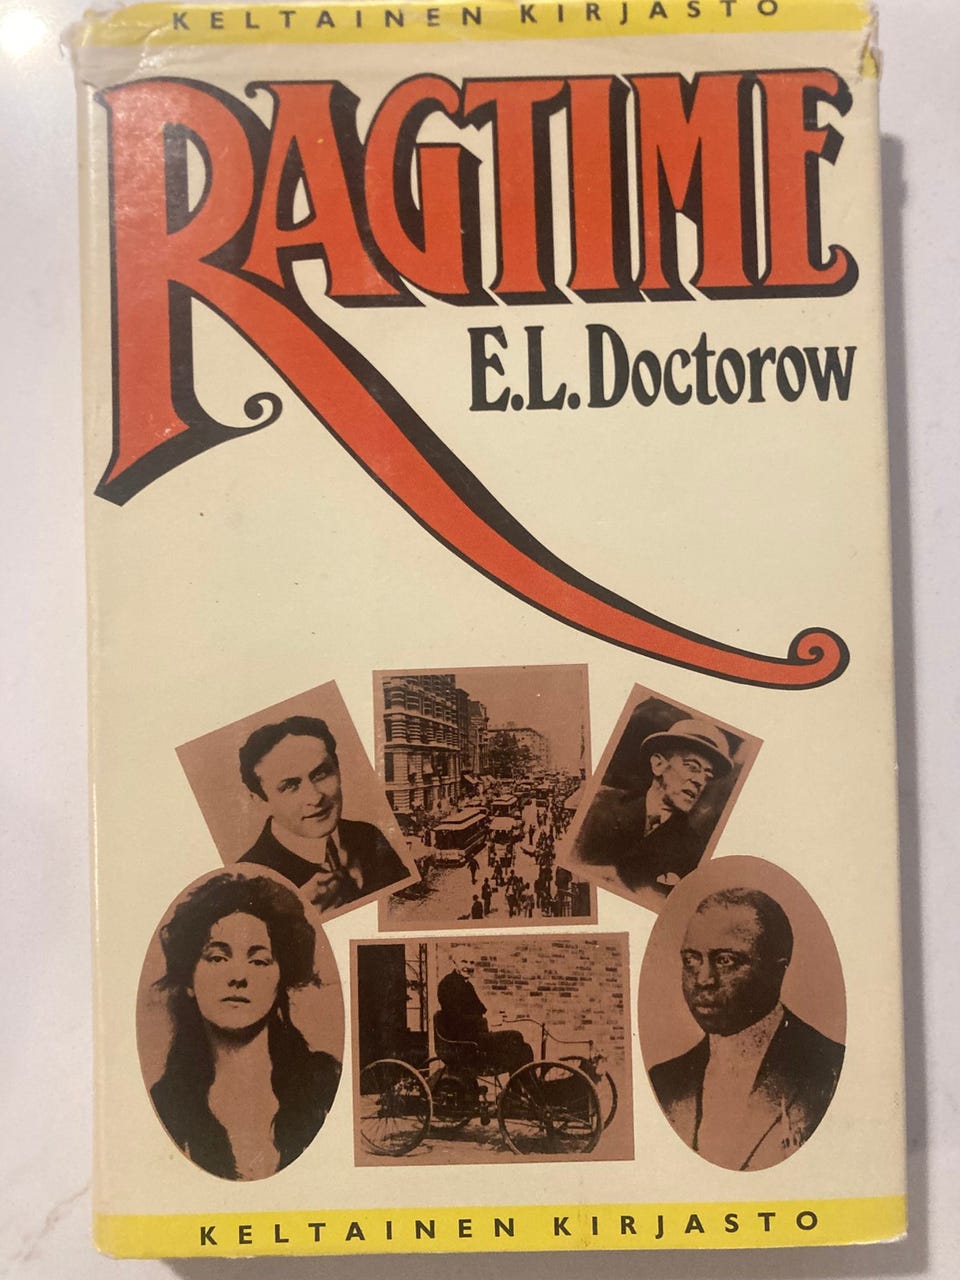 KELTAINEN KIRJASTO
RAGTIME
E.L. Doctorow
KELTAINEN KIRJASTO